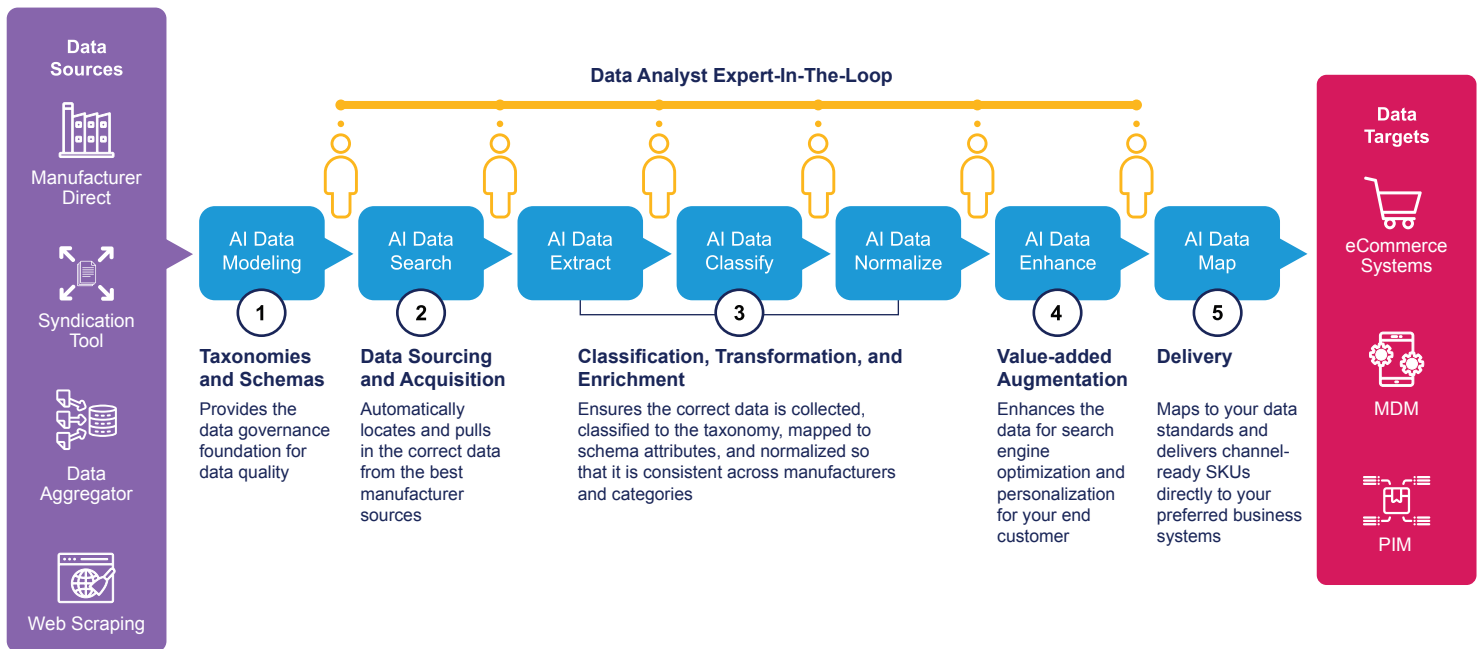 Data
Sources
Manufacturer
Direct
Syndication
Tool
Data
Aggregator
Web Scraping
Data Analyst Expert-In-The-Loop
AI Data
Modeling
AI Data
Search
AI Data
Extract
AI Data
Classify
AI Data
Normalize
AI Data
Enhance
AI Data
Map
1
Taxonomies
and Schemas
Provides the
data governance
foundation for
data quality
2
Data Sourcing
and Acquisition
Automatically
locates and pulls
in the correct data
from the best
manufacturer
sources
3
Classification, Transformation, and
Enrichment
Ensures the correct data is collected,
classified to the taxonomy, mapped to
schema attributes, and normalized so
that it is consistent across manufacturers
and categories
4
Value-added
Augmentation
Enhances the
data for search
engine
optimization and
personalization
for your end
customer
5
Delivery
Maps to your data
standards and
delivers channel-
ready SKUs
directly to your
preferred business
systems
Data
Targets
eCommerce
Systems
MDM
PIM